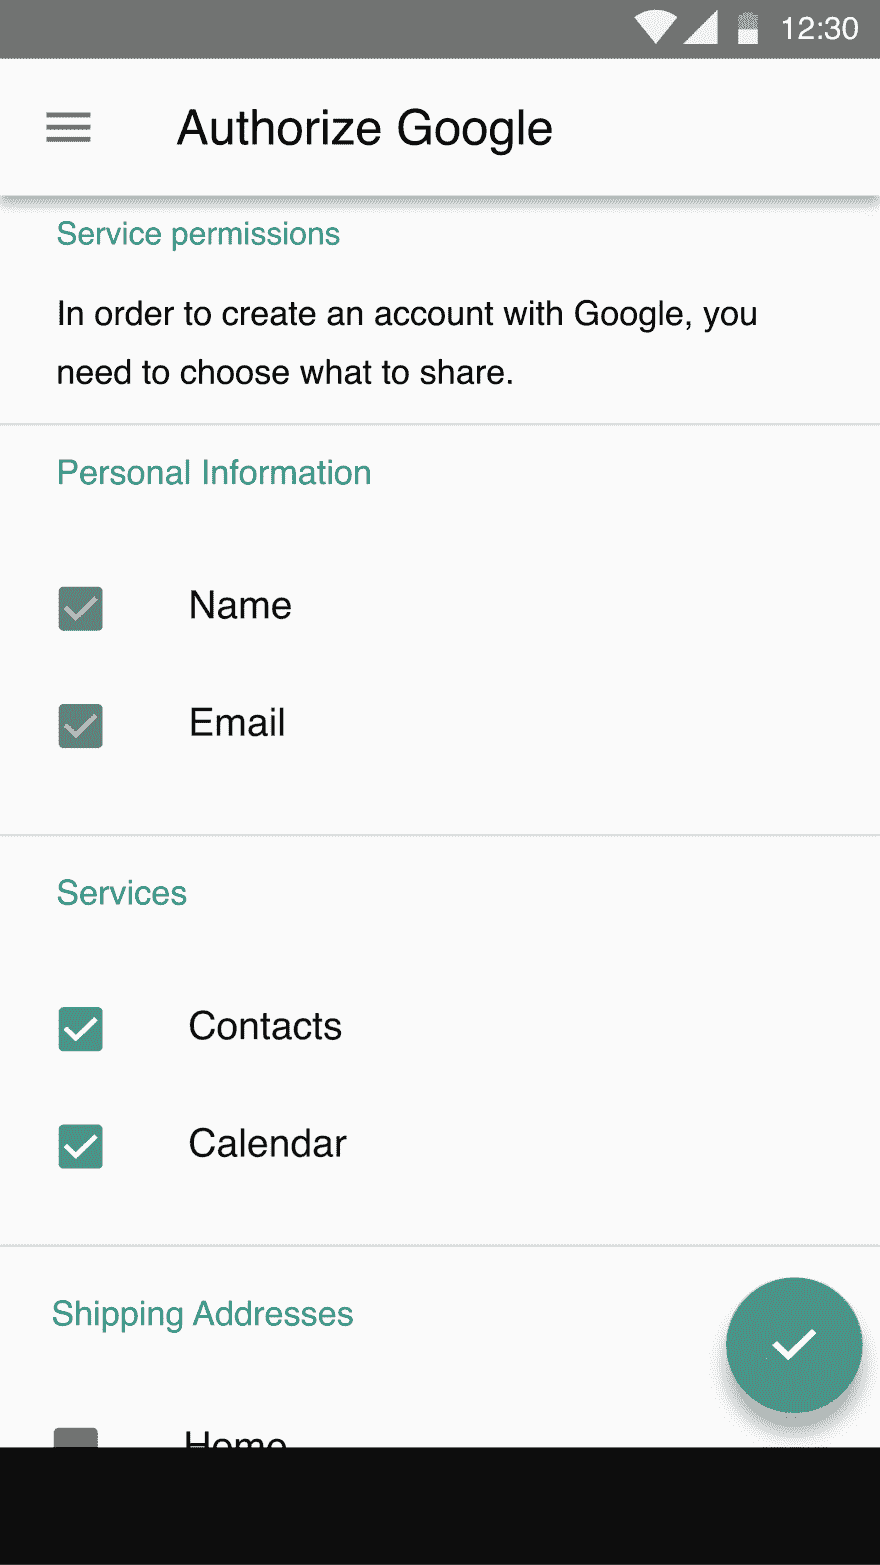 12:30
Authorize Google
Service permissions
In order to create an account with Google, you
need to choose what to share.
Personal Information
Name
Email
Services
Contacts
Calendar
Shipping Addresses
Home